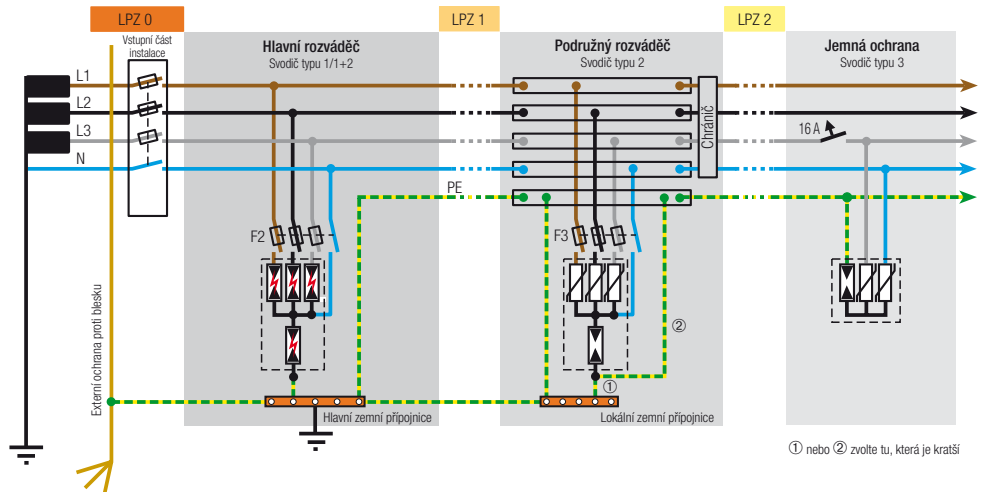 LPZ 0
LPZ 1
LPZ 2
Vstupní část
instalace
Hlavní rozváděč
Svodič typu 1/1+2
Podružný rozváděč
Svodič typu 2
Jemná ochrana
Svodič typu 3
L1
L2
L3
N
Chránič
16 A
PE
F2
F3
②
①
Externí ochrana proti blesku
Hlavní zemní přípojnice
Lokální zemní přípojnice
① nebo ② zvolte tu, která je kratší